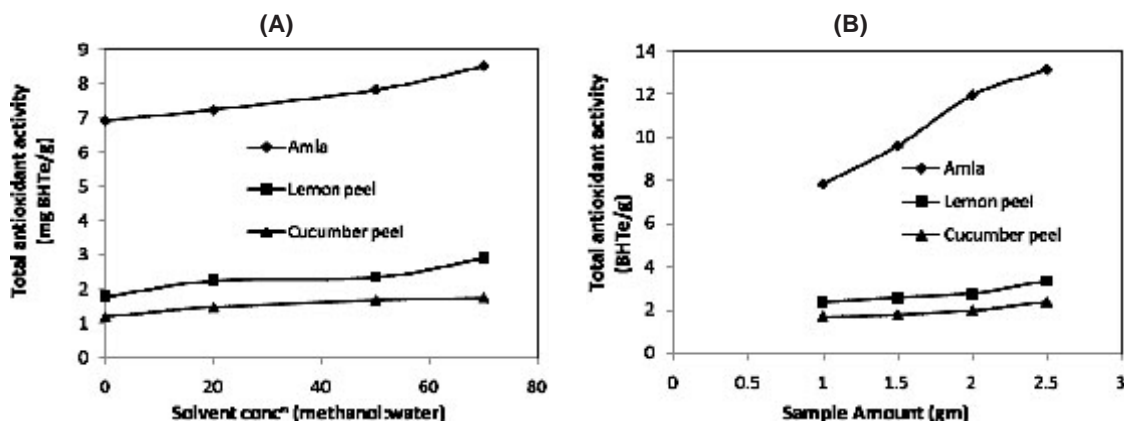 (A)
Total antioxidant activity
(mg BHTe/g)
9
8
7
6
5
4
3
2
1
0
Amla
Lemon peel
Cucumber peel
0 20 40 60 80
Solvent concⁿ (methanol:water)
(B)
Total antioxidant activity
(BHTe/g)
14
12
10
8
6
4
2
0
Amla
Lemon peel
Cucumber peel
0 0.5 1 1.5 2 2.5 3
Sample Amount (gm)